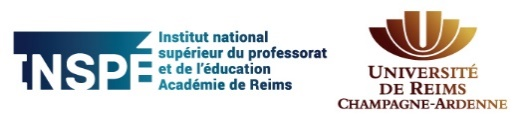 INSPÉ
Institut national
supérieur du professorat
et de l'éducation
Académie de Reims
UNIVERSITÉ
DE REIMS
CHAMPAGNE-ARDENNE